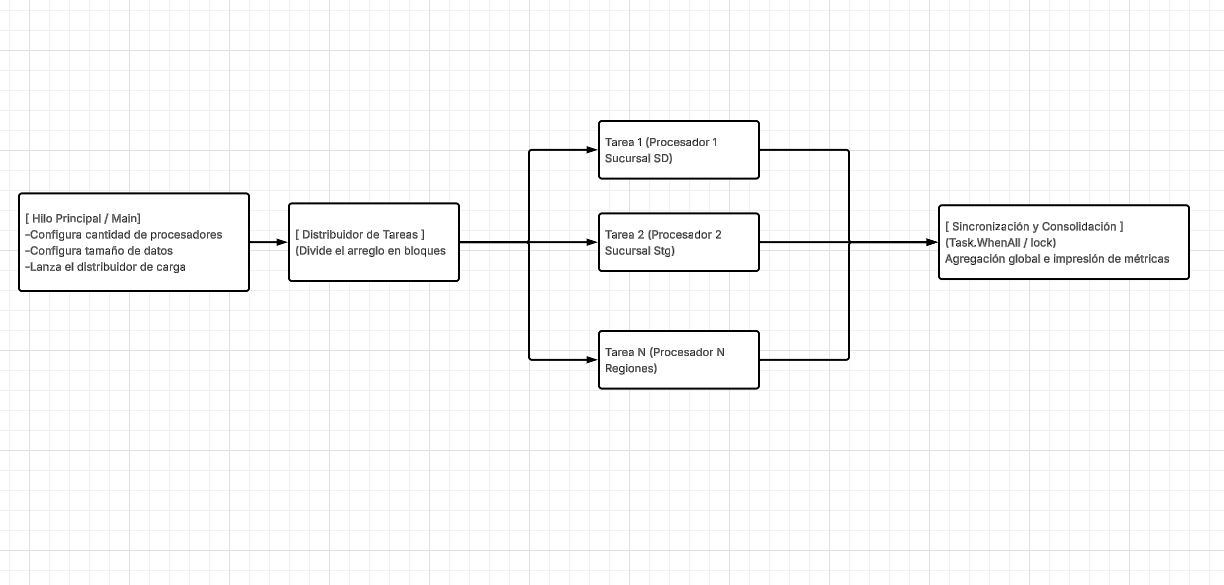 [ Hilo Principal / Main]
-Configura cantidad de procesadores
-Configura tamaño de datos
-Lanza el distribuidor de carga
[ Distribuidor de Tareas ]
(Divide el arreglo en bloques
Tarea 1 (Procesador 1
Sucursal SD)
Tarea 2 (Procesador 2
Sucursal Stg)
Tarea N (Procesador N
Regiones)
[ Sincronización y Consolidación ]
(Task.WhenAll / lock)
Agregación global e impresión de métricas